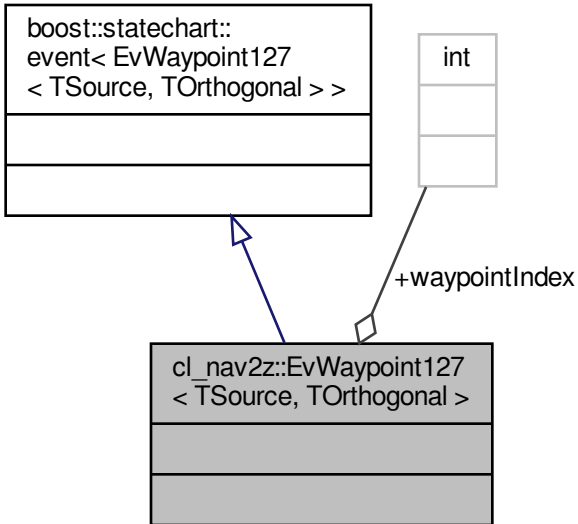 boost::statechart::
event< EvWaypoint127
< TSource, TOrthogonal > >
int
+waypointIndex
cl_nav2z::EvWaypoint127
< TSource, TOrthogonal >